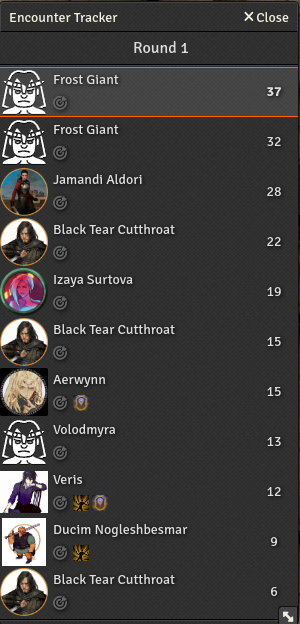 Encounter Tracker
Close
Round 1
Frost Giant
37
Frost Giant
32
Jamandi Aldori
28
Black Tear Cutthroat
22
Izaya Surtova
19
Black Tear Cutthroat
15
Aerwynn
15
Volodmyra
13
Veris
12
Ducim Nogleshbesmar
9
Black Tear Cutthroat
6